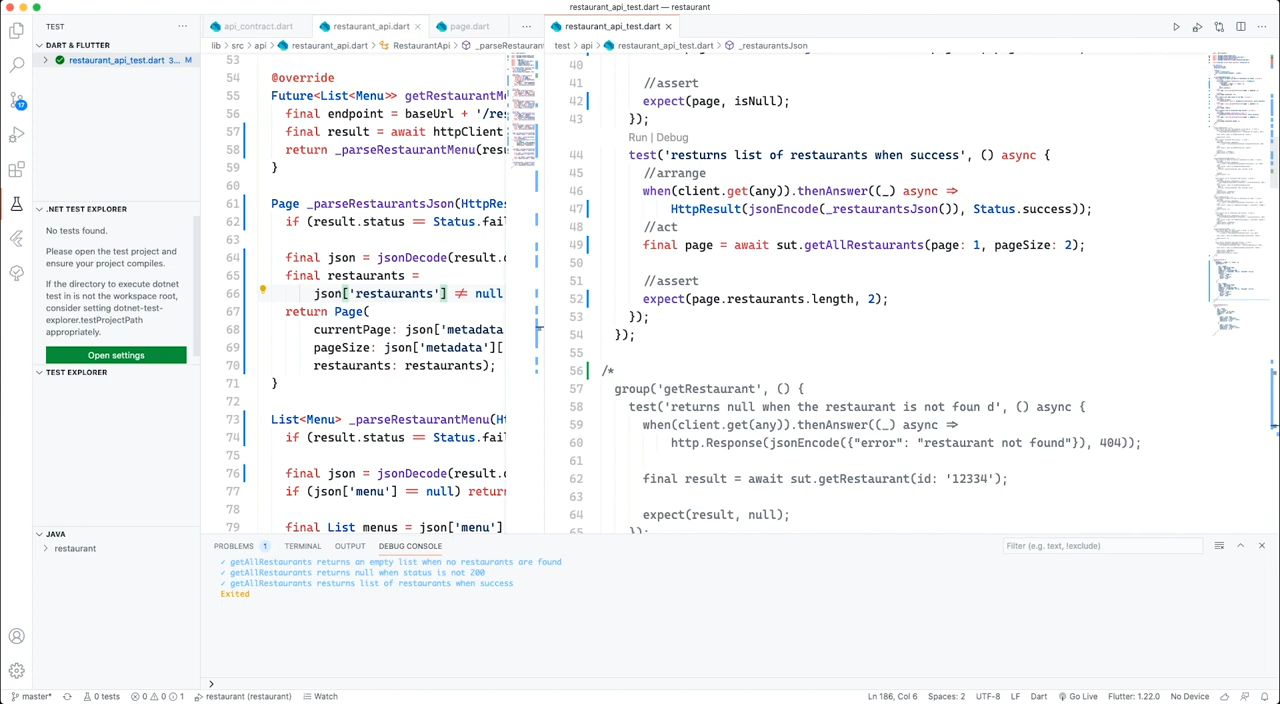 restaurant_api_test.dart — restaurant
TEST
DART & FLUTTER
restaurant_api_test.dart 3... M
17
.NET TEST EXPLORER
No tests found.
Please open the test project and
ensure your project compiles.
If the directory to execute dotnet
test in is not the workspace root,
consider setting dotnet-test-
explorer.testProjectPath
appropriately.
Open settings
TEST EXPLORER
JAVA
restaurant
api_contract.dart
restaurant_api.dart
page.dart
lib > src > api > restaurant_api.dart > RestaurantApi > _parseRestaurant
53
54 @override
55 Future<List<Menu>> getRestaurantM
56 final endpoint = baseUrl + '/res
57 final result = await httpClient
58 return _parseRestaurantMenu(res
59 }
60
61 Page _parseRestaurantsJson(HttpRes
62 if (result.status == Status.fail
63
64 final json = jsonDecode(result.d
65 final restaurants =
66 json['restaurants'] ≠ null
67 return Page(
68 currentPage: json['metadata
69 pageSize: json['metadata'][
70 restaurants: restaurants);
71 }
72
73 List<Menu> _parseRestaurantMenu(Ht
74 if (result.status == Status.fail
75
76 final json = jsonDecode(result.d
77 if (json['menu'] == null) return
78
79 final List menus = json['menu']
restaurant_api_test.dart
test > api > restaurant_api_test.dart > _restaurantsJson
40
41 //assert
42 expect(page, isNull);
43 });
Run | Debug
44 test('resturns list of restaurants when success', () async {
45 //arrange
46 when(client.get(any)).thenAnswer((_) async =>
47 HttpResult(jsonEncode(_restaurantsJson()), Status.success));
48 //act
49 final page = await sut.getAllRestaurants(page: 1, pageSize: 2);
50
51 //assert
52 expect(page.restaurants.length, 2);
53 });
54 });
55
56 /*
57 group('getRestaurant', () {
58 test('returns null when the restaurant is not foun d', () async {
59 when(client.get(any)).thenAnswer((_) async =>
60 http.Response(jsonEncode({"error": "restaurant not found"}), 404));
61
62 final result = await sut.getRestaurant(id: '12334');
63
64 expect(result, null);
65 });
PROBLEMS 1 TERMINAL OUTPUT DEBUG CONSOLE
Filter (e.g. text, !exclude)
✓ getAllRestaurants returns an empty list when no restaurants are found
✓ getAllRestaurants returns null when status is not 200
✓ getAllRestaurants resturns list of restaurants when success
Exited
>
master* 0 tests 0 0 1 restaurant (restaurant) Watch
Ln 186, Col 6 Spaces: 2 UTF-8 LF Dart Go Live Flutter: 1.22.0 No Device